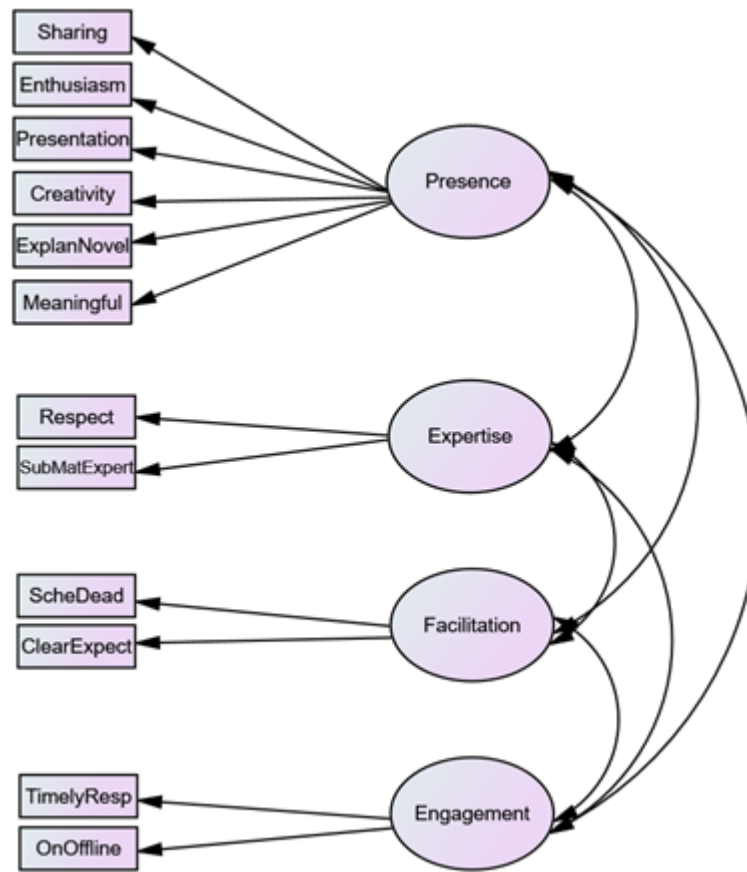 Sharing
Enthusiasm
Presentation
Creativity
ExplanNovel
Meaningful
Presence
Respect
SubMatExpert
Expertise
ScheDead
ClearExpect
Facilitation
TimelyResp
OnOffline
Engagement